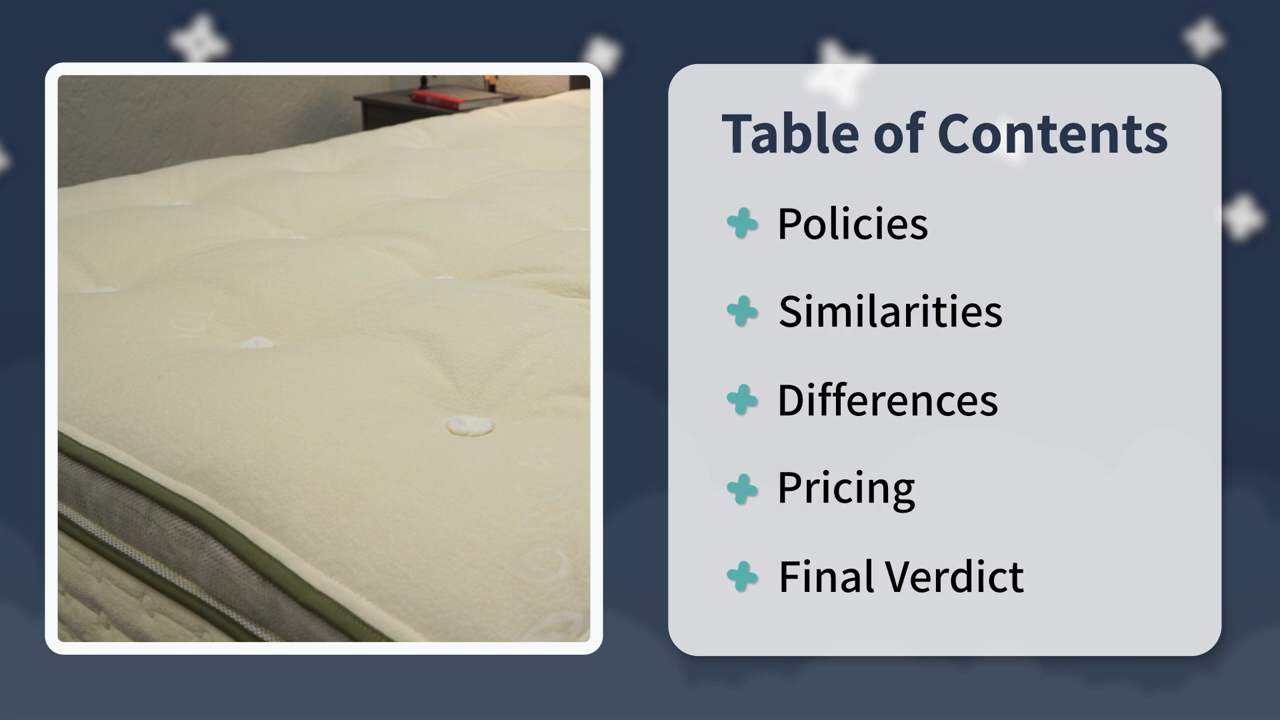 Table of Contents
Policies
Similarities
Differences
Pricing
Final Verdict